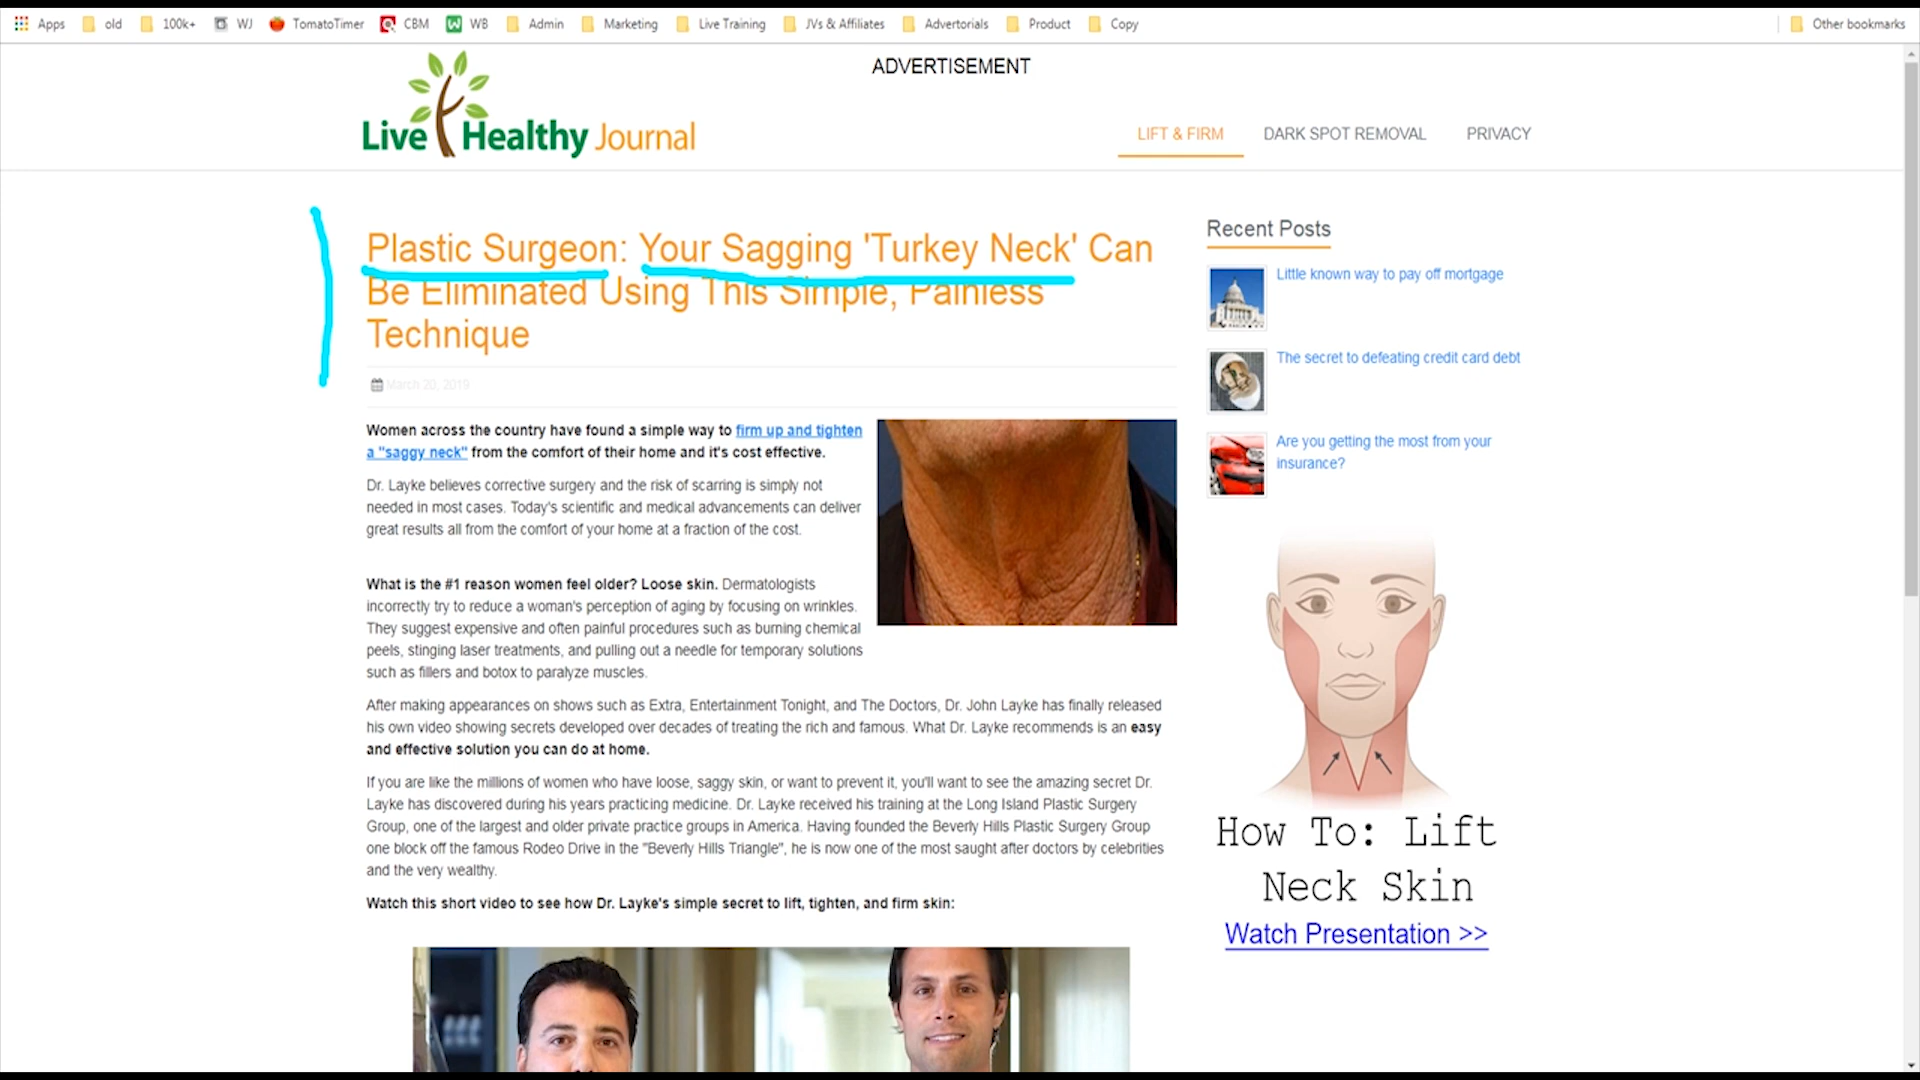 Apps old 100k+ WJ TomatoTimer CBM WB Admin Marketing Live Training JVs & Affiliates Advertorials Product Copy Other bookmarks
ADVERTISEMENT
Live Healthy Journal
LIFT & FIRM DARK SPOT REMOVAL PRIVACY
Plastic Surgeon: Your Sagging 'Turkey Neck' Can
Be Eliminated Using This Simple, Painless
Technique
March 20, 2019
Women across the country have found a simple way to firm up and tighten
a "saggy neck" from the comfort of their home and it's cost effective.
Dr. Layke believes corrective surgery and the risk of scarring is simply not
needed in most cases. Today's scientific and medical advancements can deliver
great results all from the comfort of your home at a fraction of the cost.
What is the #1 reason women feel older? Loose skin. Dermatologists
incorrectly try to reduce a woman's perception of aging by focusing on wrinkles.
They suggest expensive and often painful procedures such as burning chemical
peels, stinging laser treatments, and pulling out a needle for temporary solutions
such as fillers and botox to paralyze muscles.
After making appearances on shows such as Extra, Entertainment Tonight, and The Doctors, Dr. John Layke has finally released
his own video showing secrets developed over decades of treating the rich and famous. What Dr. Layke recommends is an easy
and effective solution you can do at home.
If you are like the millions of women who have loose, saggy skin, or want to prevent it, you'll want to see the amazing secret Dr.
Layke has discovered during his years practicing medicine. Dr. Layke received his training at the Long Island Plastic Surgery
Group, one of the largest and older private practice groups in America. Having founded the Beverly Hills Plastic Surgery Group
one block off the famous Rodeo Drive in the "Beverly Hills Triangle", he is now one of the most saught after doctors by celebrities
and the very wealthy.
Watch this short video to see how Dr. Layke's simple secret to lift, tighten, and firm skin:
Recent Posts
Little known way to pay off mortgage
The secret to defeating credit card debt
Are you getting the most from your
insurance?
How To: Lift
Neck Skin
Watch Presentation >>